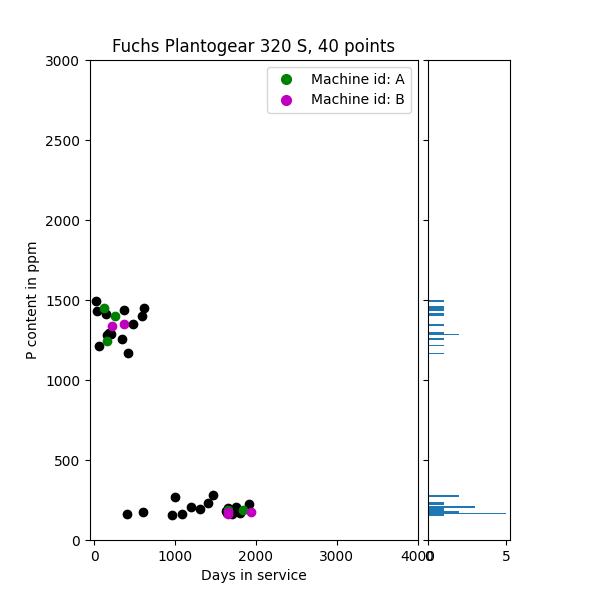 Fuchs Plantogear 320 S, 40 points
Machine id: A
Machine id: B
3000
2500
2000
1500
1000
500
0
P content in ppm
0
1000
2000
3000
4000
0
5
Days in service